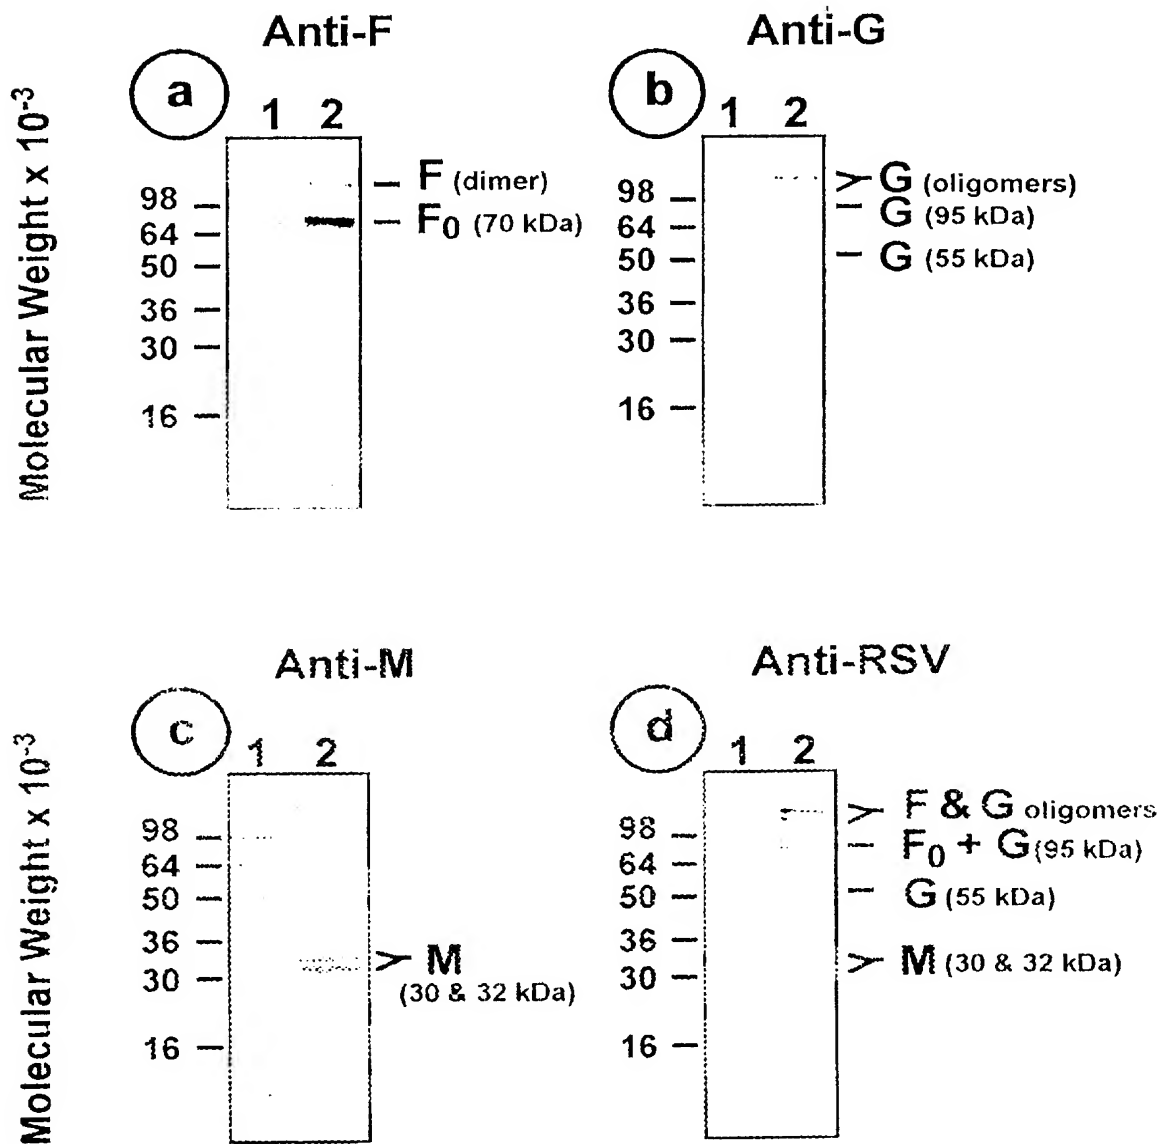 Anti-F
a
1 2
Molecular Weight x 10-3
98
64
50
36
30
16
F (dimer)
F0 (70 kDa)
Anti-G
b
1 2
98
64
50
36
30
16
G (oligomers)
G (95 kDa)
G (55 kDa)
Anti-M
c
1 2
Molecular Weight x 10-3
98
64
50
36
30
16
M
(30 & 32 kDa)
Anti-RSV
d
1 2
98
64
50
36
30
16
F & G oligomers
F0 + G (95 kDa)
G (55 kDa)
M (30 & 32 kDa)